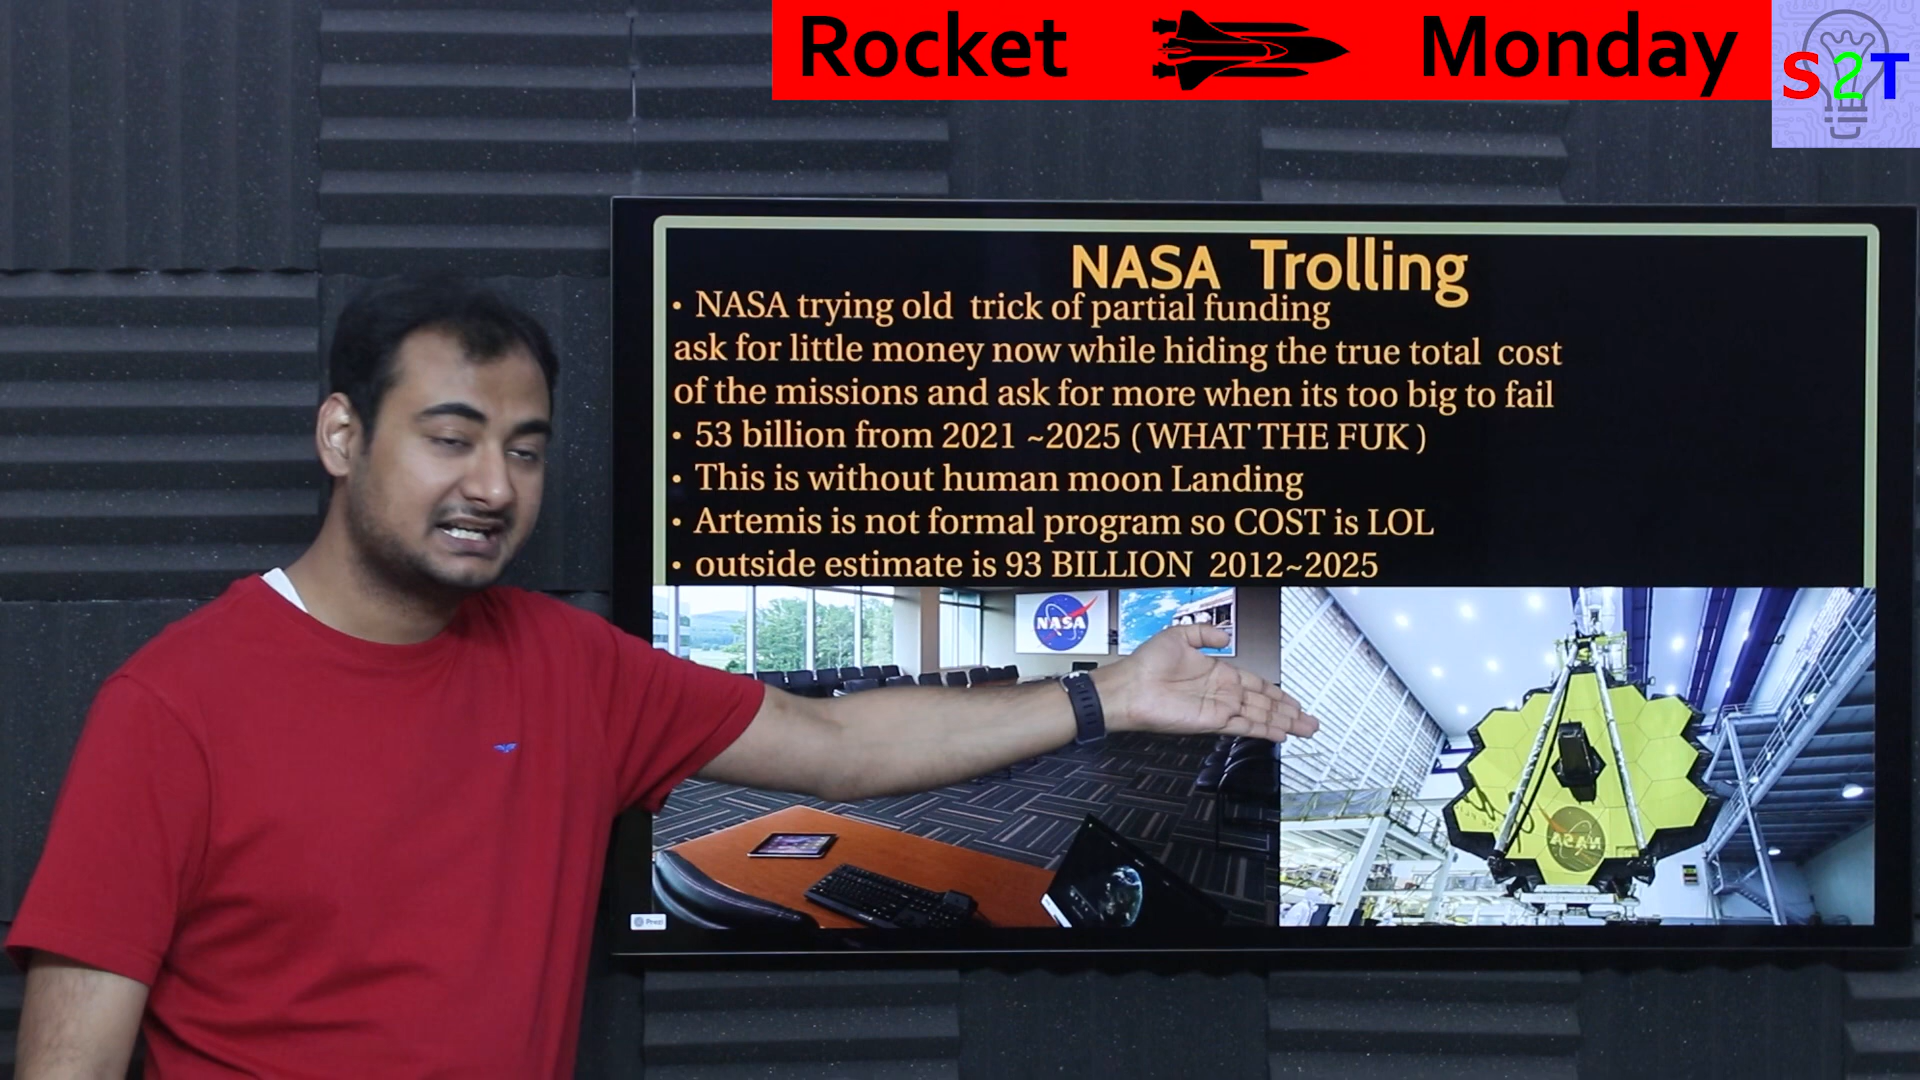 Rocket Monday
S2T
NASA Trolling
• NASA trying old trick of partial funding
ask for little money now while hiding the true total cost
of the missions and ask for more when its too big to fail
• 53 billion from 2021 ~2025 ( WHAT THE FUK )
• This is without human moon Landing
• Artemis is not formal program so COST is LOL
• outside estimate is 93 BILLION 2012~2025
NASA
NASA
Prezi